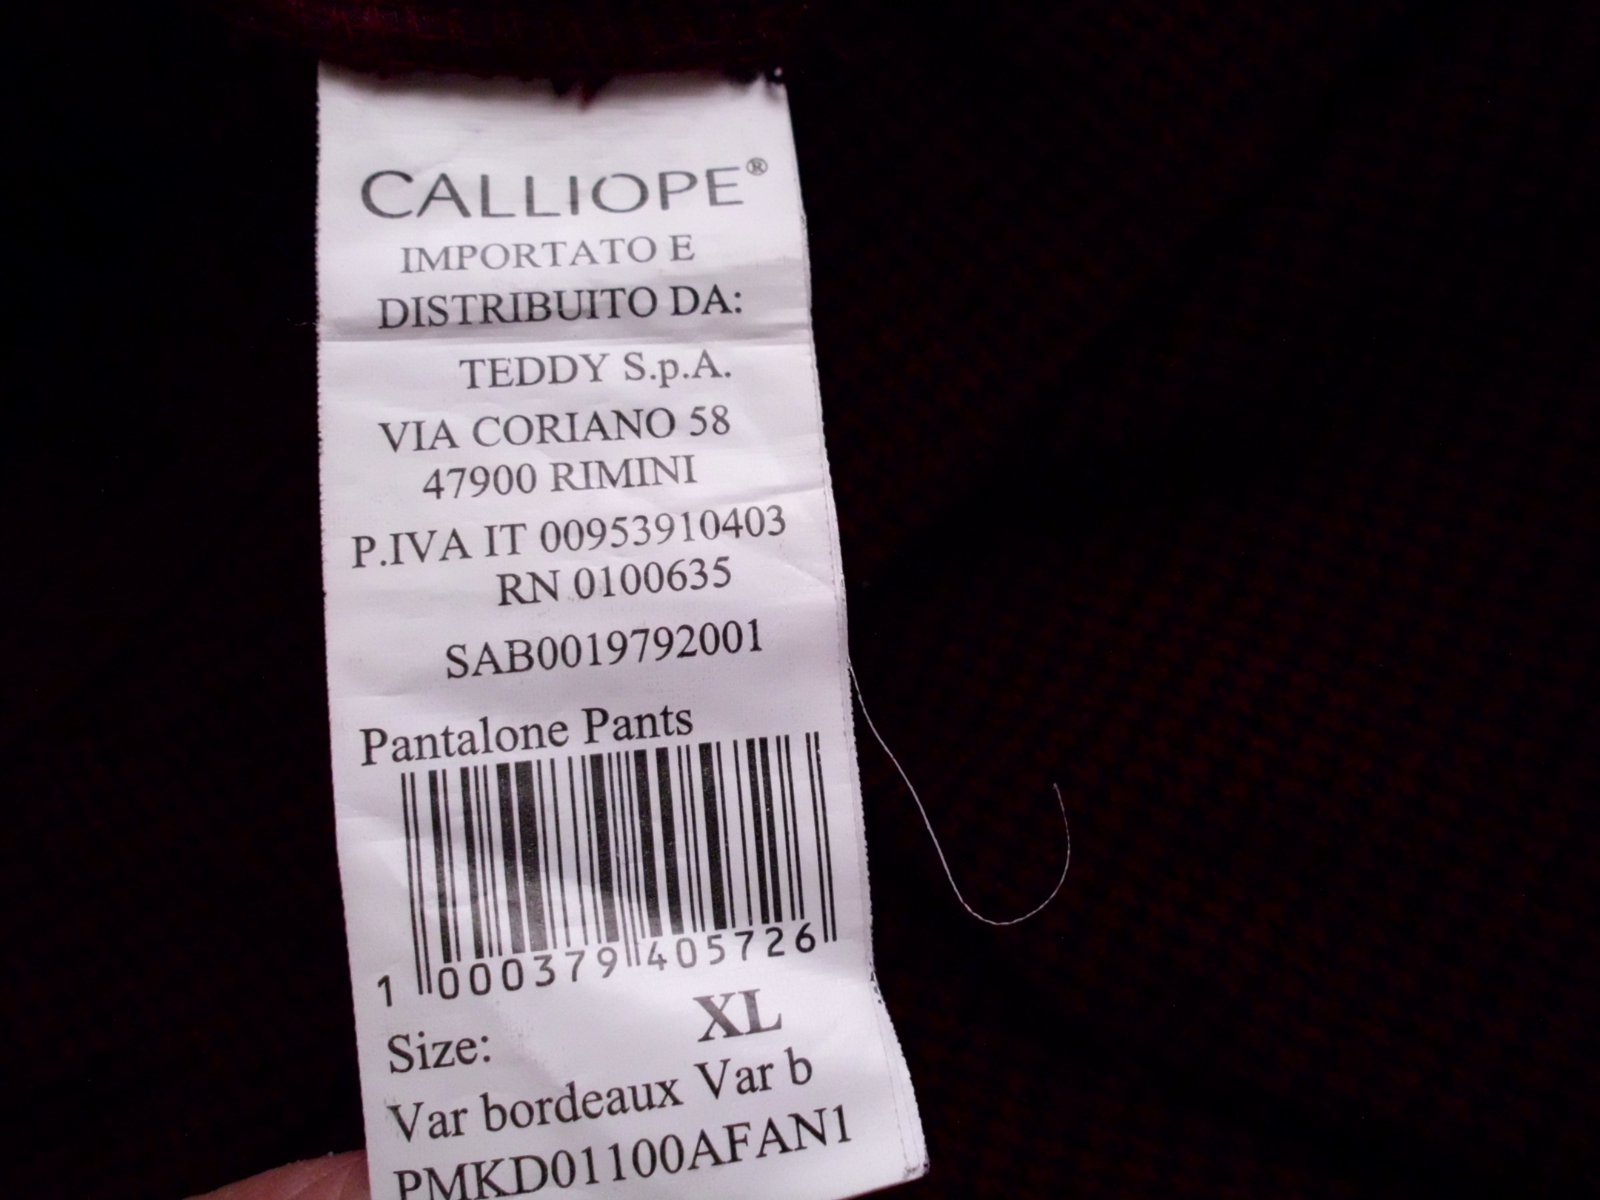 CALLIOPE®
IMPORTATO E
DISTRIBUITO DA:
TEDDY S.p.A.
VIA CORIANO 58
47900 RIMINI
P.IVA IT 00953910403
RN 0100635
SAB0019792001
Pantalone Pants
1 000379 405726
Size: XL
Var bordeaux Var b
PMKD01100AFAN1